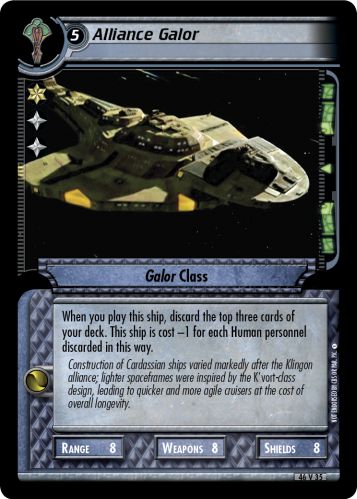 5 Alliance Galor
Galor Class
When you play this ship, discard the top three cards of
your deck. This ship is cost -1 for each Human personnel
discarded in this way.
Construction of Cardassian ships varied markedly after the Klingon
alliance; lighter spaceframes were inspired by the K'vort-class
design, leading to quicker and more agile cruisers at the cost of
overall longevity.
RANGE 8 WEAPONS 8 SHIELDS 8
46 V 35